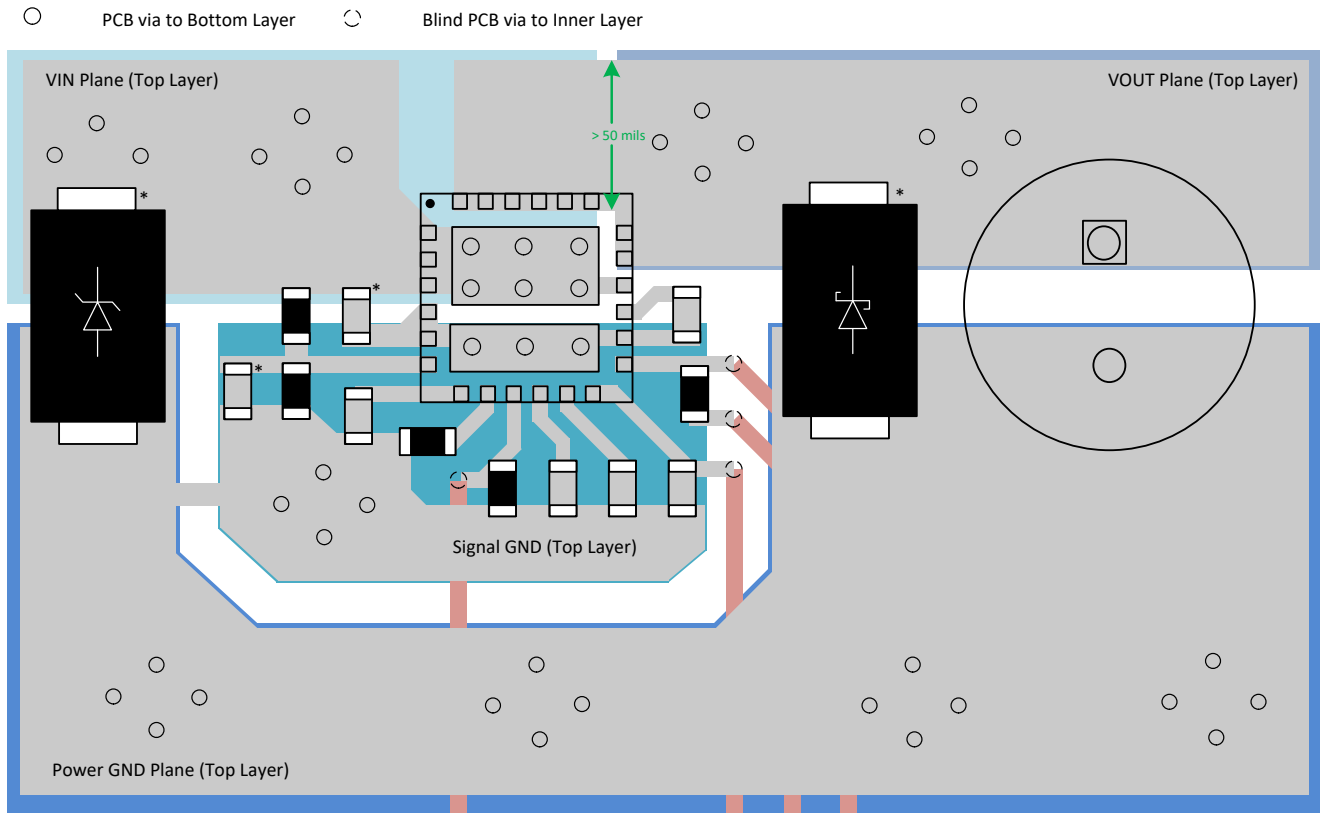 PCB via to Bottom Layer
Blind PCB via to Inner Layer
VIN Plane (Top Layer)
VOUT Plane (Top Layer)
> 50 mils
*
*
*
*
Signal GND (Top Layer)
Power GND Plane (Top Layer)